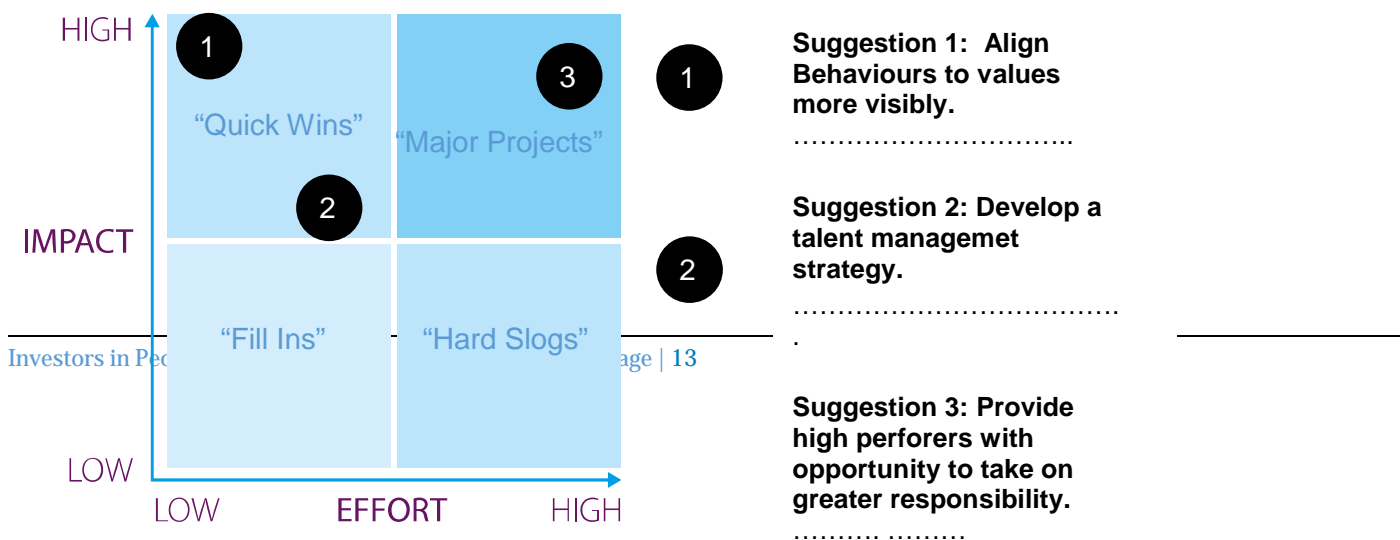 HIGH
1
3
1
“Quick Wins”
“Major Projects”
2
IMPACT
2
“Fill Ins”
“Hard Slogs”
Investors in Peo
age | 13
LOW
LOW
EFFORT
HIGH
Suggestion 1:  Align
Behaviours to values
more visibly.
…………………………..
Suggestion 2: Develop a
talent managemet
strategy.
……………………………….
.
Suggestion 3: Provide
high perforers with
opportunity to take on
greater responsibility.
………. ………